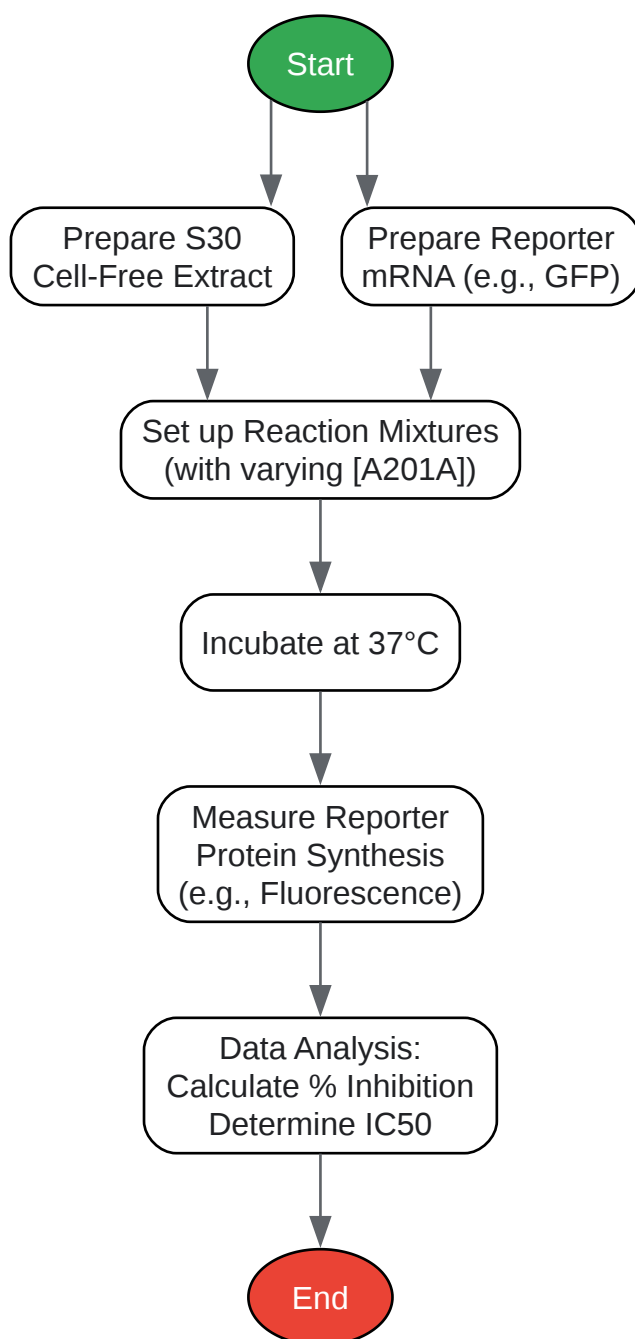 Start
Prepare S30
Cell-Free Extract
Prepare Reporter
mRNA (e.g., GFP)
Set up Reaction Mixtures
(with varying [A201A])
Incubate at 37°C
Measure Reporter
Protein Synthesis
(e.g., Fluorescence)
Data Analysis:
Calculate % Inhibition
Determine IC50
End